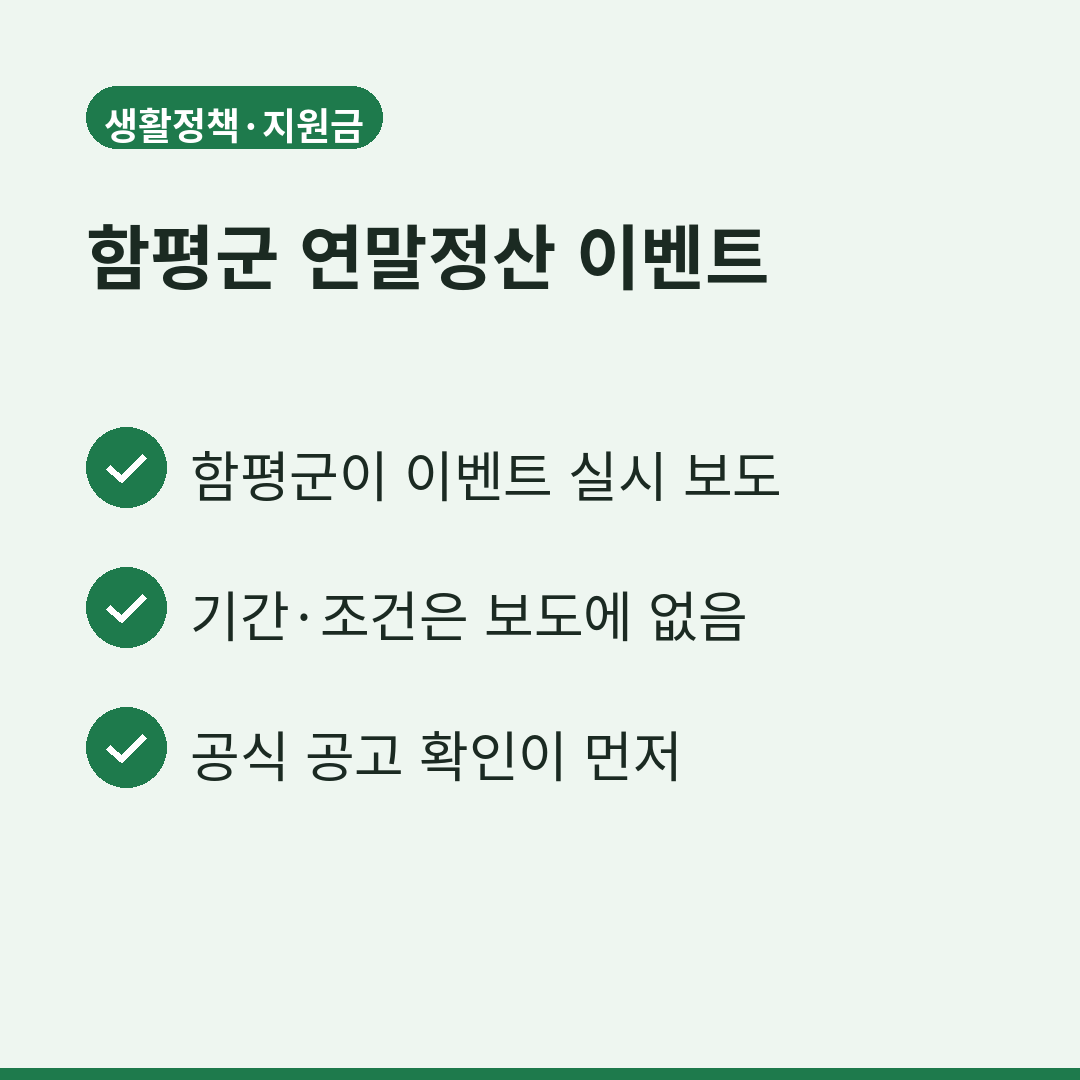 생활정책·지원금
함평군 연말정산 이벤트
함평군이 이벤트 실시 보도
기간·조건은 보도에 없음
공식 공고 확인이 먼저